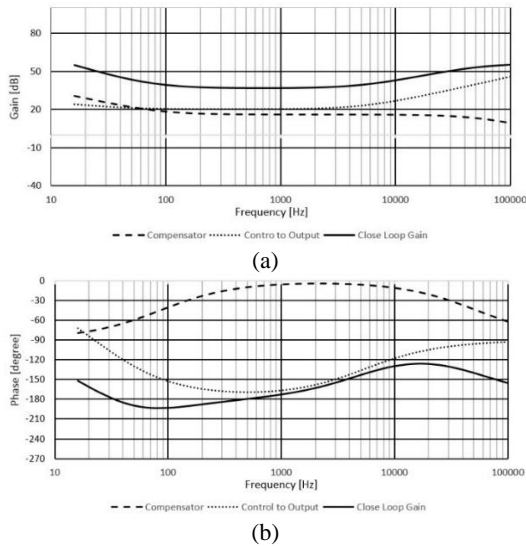 80
50
20
-10
-40
Gain [dB]
10 100 1000 10000 100000
Frequency [Hz]
Compensator Contro to Output Close Loop Gain
(a)
0
-30
-60
-90
-120
-150
-180
-210
-240
-270
Phase [degree]
10 100 1000 10000 100000
Frequency [Hz]
Compensator Control to Output Close Loop Gain
(b)